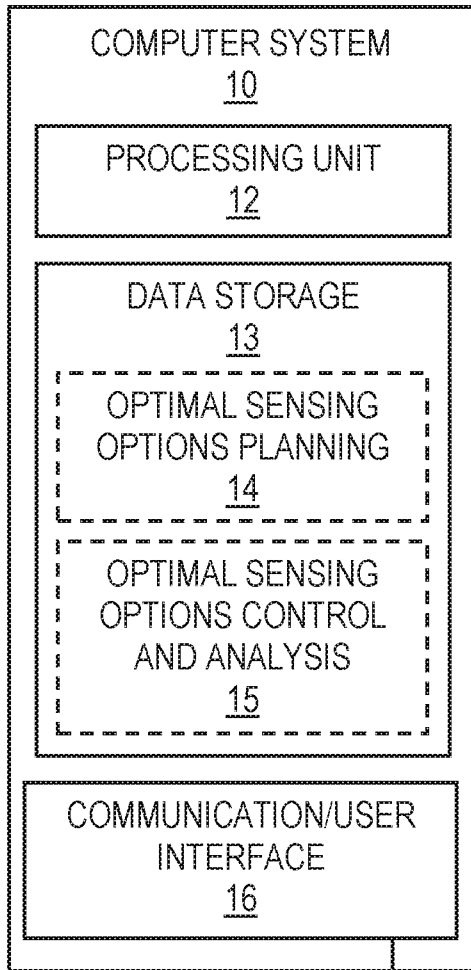 COMPUTER SYSTEM
10
PROCESSING UNIT
12
DATA STORAGE
13
OPTIMAL SENSING
OPTIONS PLANNING
14
OPTIMAL SENSING
OPTIONS CONTROL
AND ANALYSIS
15
COMMUNICATION/USER
INTERFACE
16